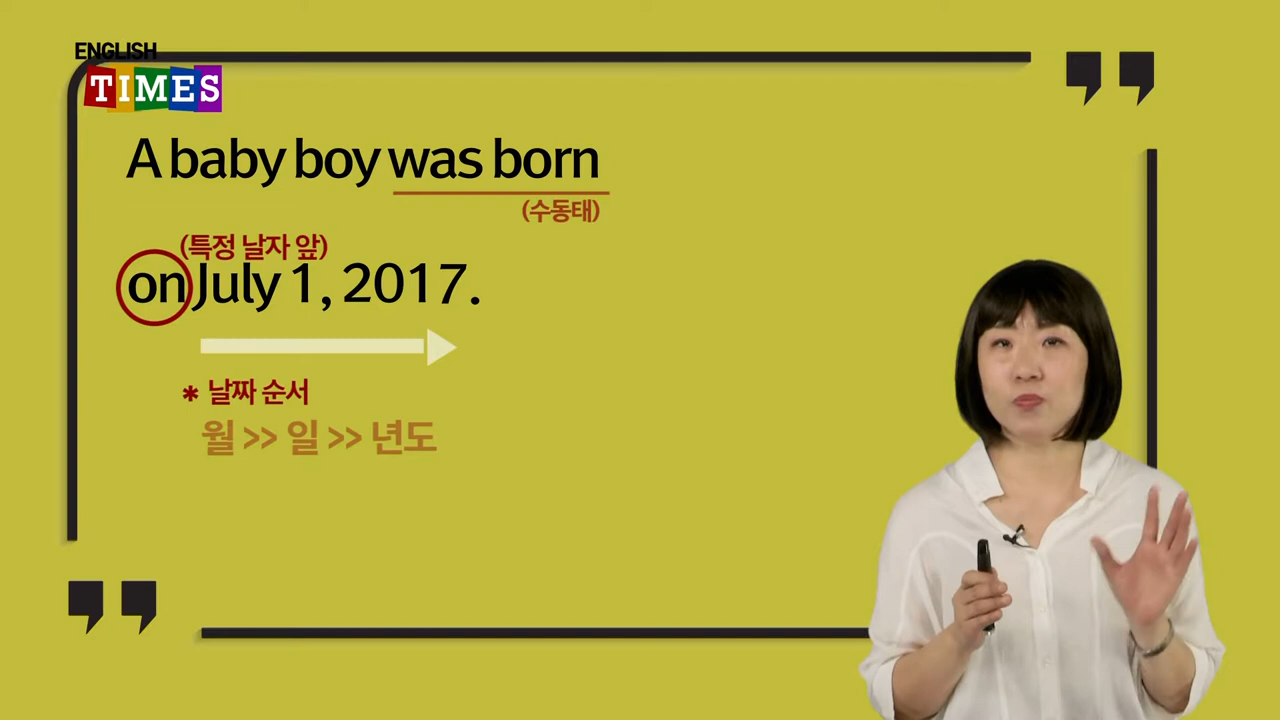 ENGLISH
TIMES
A baby boy was born
(수동태)
(특정 날자 앞)
on July 1, 2017.
* 날짜 순서
월 >> 일 >> 년도